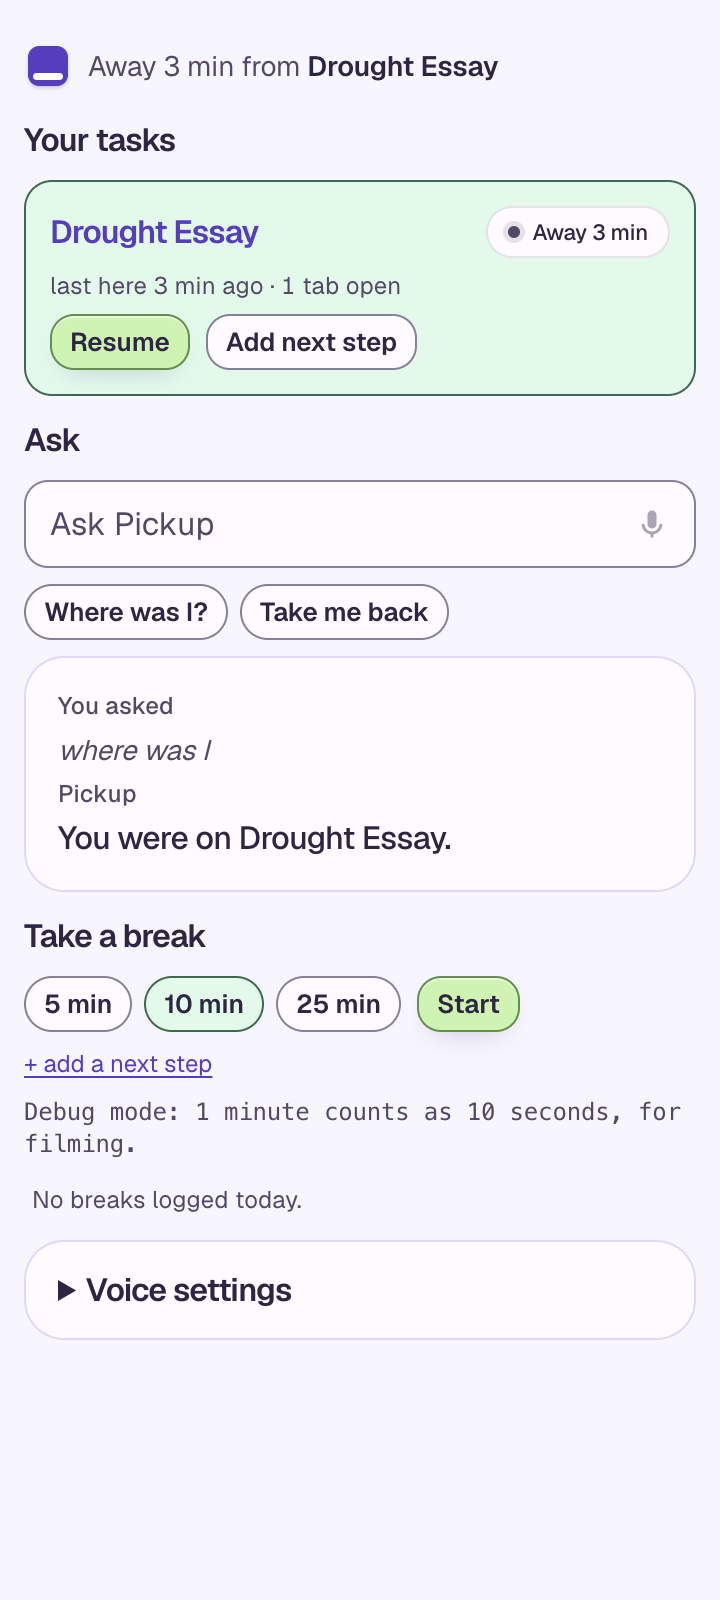 Away 3 min from Drought Essay
Your tasks
Drought Essay
Away 3 min
last here 3 min ago · 1 tab open
Resume
Add next step
Ask
Ask Pickup
Where was I?
Take me back
You asked
where was I
Pickup
You were on Drought Essay.
Take a break
5 min
10 min
25 min
Start
+ add a next step
Debug mode: 1 minute counts as 10 seconds, for
filming.
No breaks logged today.
Voice settings